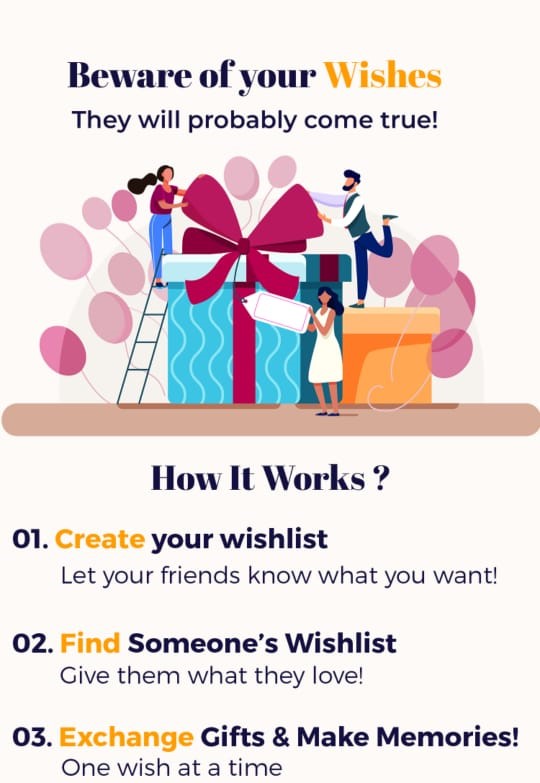 Beware of your Wishes
They will probably come true!
How It Works ?
01. Create your wishlist
Let your friends know what you want!
02. Find Someone’s Wishlist
Give them what they love!
03. Exchange Gifts & Make Memories!
One wish at a time